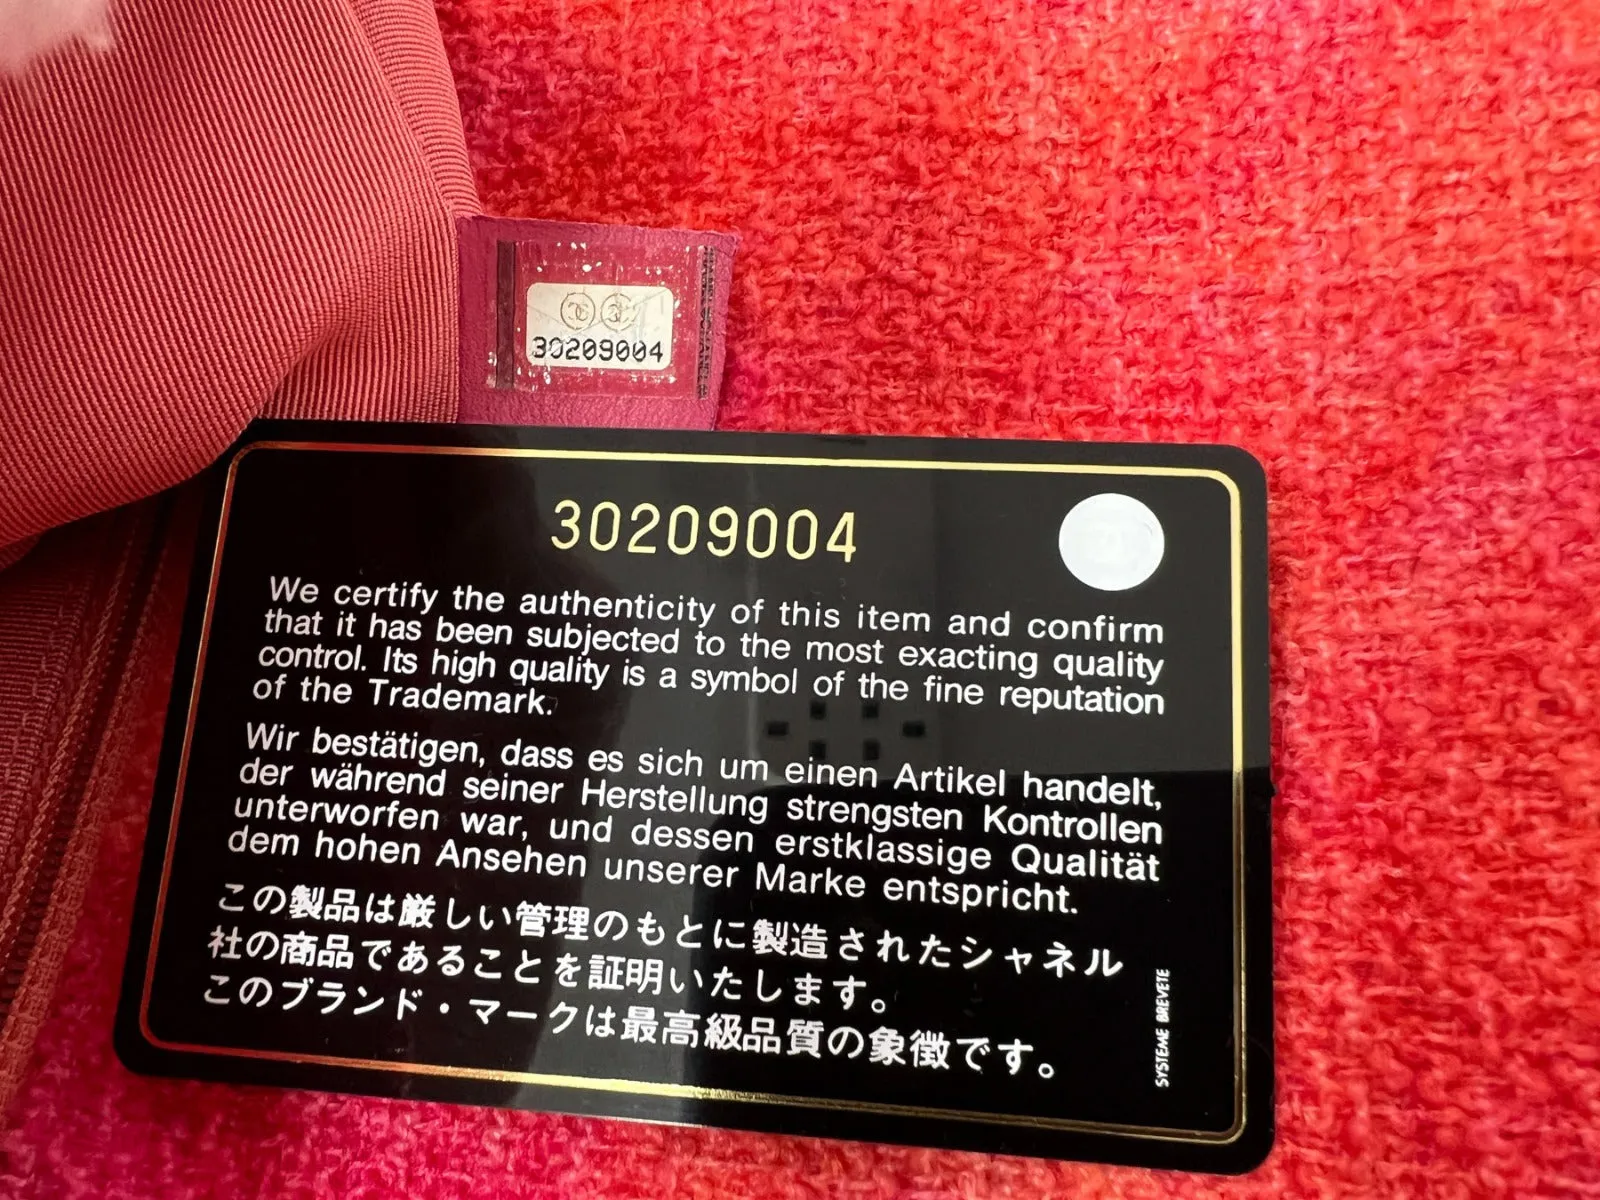 30209004
CHANEL
30209004
We certify the authenticity of this item and confirm
that it has been subjected to the most exacting quality
control. Its high quality is a symbol of the fine reputation
of the Trademark.
Wir bestätigen, dass es sich um einen Artikel handelt,
der während seiner Herstellung strengsten Kontrollen
unterworfen war, und dessen erstklassige Qualität
dem hohen Ansehen unserer Marke entspricht.
この製品は厳しい管理のもとに製造されたシャネル
社の商品であることを証明いたします。
このブランド・マークは最高級品質の象徴です。
SYSTEME BREVETE